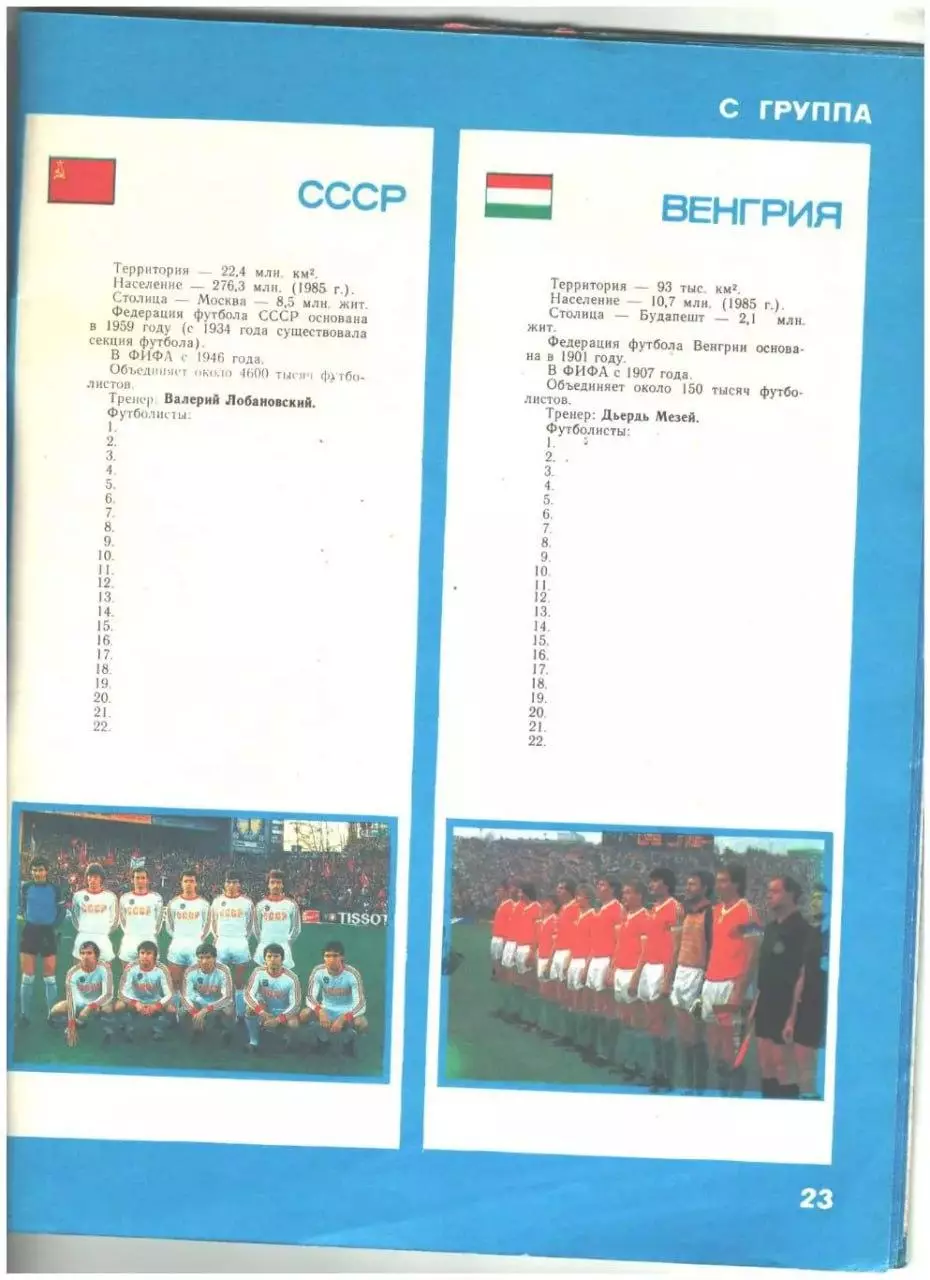 С ГРУППА
СССР
Территория — 22,4 млн. км².
Население — 276,3 млн. (1985 г.).
Столица — Москва — 8,5 млн. жит.
Федерация футбола СССР основана
в 1959 году (с 1934 года существовала
секция футбола).
В ФИФА с 1946 года.
Объединяет около 4600 тысяч футбо-
листов.
Тренер: Валерий Лобановский.
Футболисты:
1.
2.
3.
4.
5.
6.
7.
8.
9.
10.
11.
12.
13.
14.
15.
16.
17.
18.
19.
20.
21.
22.
СССР СССР СССР СССР СССР
TISSOT
ВЕНГРИЯ
Территория — 93 тыс. км².
Население — 10,7 млн. (1985 г.).
Столица — Будапешт — 2,1 млн.
жит.
Федерация футбола Венгрии основа-
на в 1901 году.
В ФИФА с 1907 года.
Объединяет около 150 тысяч футбо-
листов.
Тренер: Дьердь Мезей.
Футболисты:
1.
2.
3.
4.
5.
6.
7.
8.
9.
10.
11.
12.
13.
14.
15.
16.
17.
18.
19.
20.
21.
22.
23